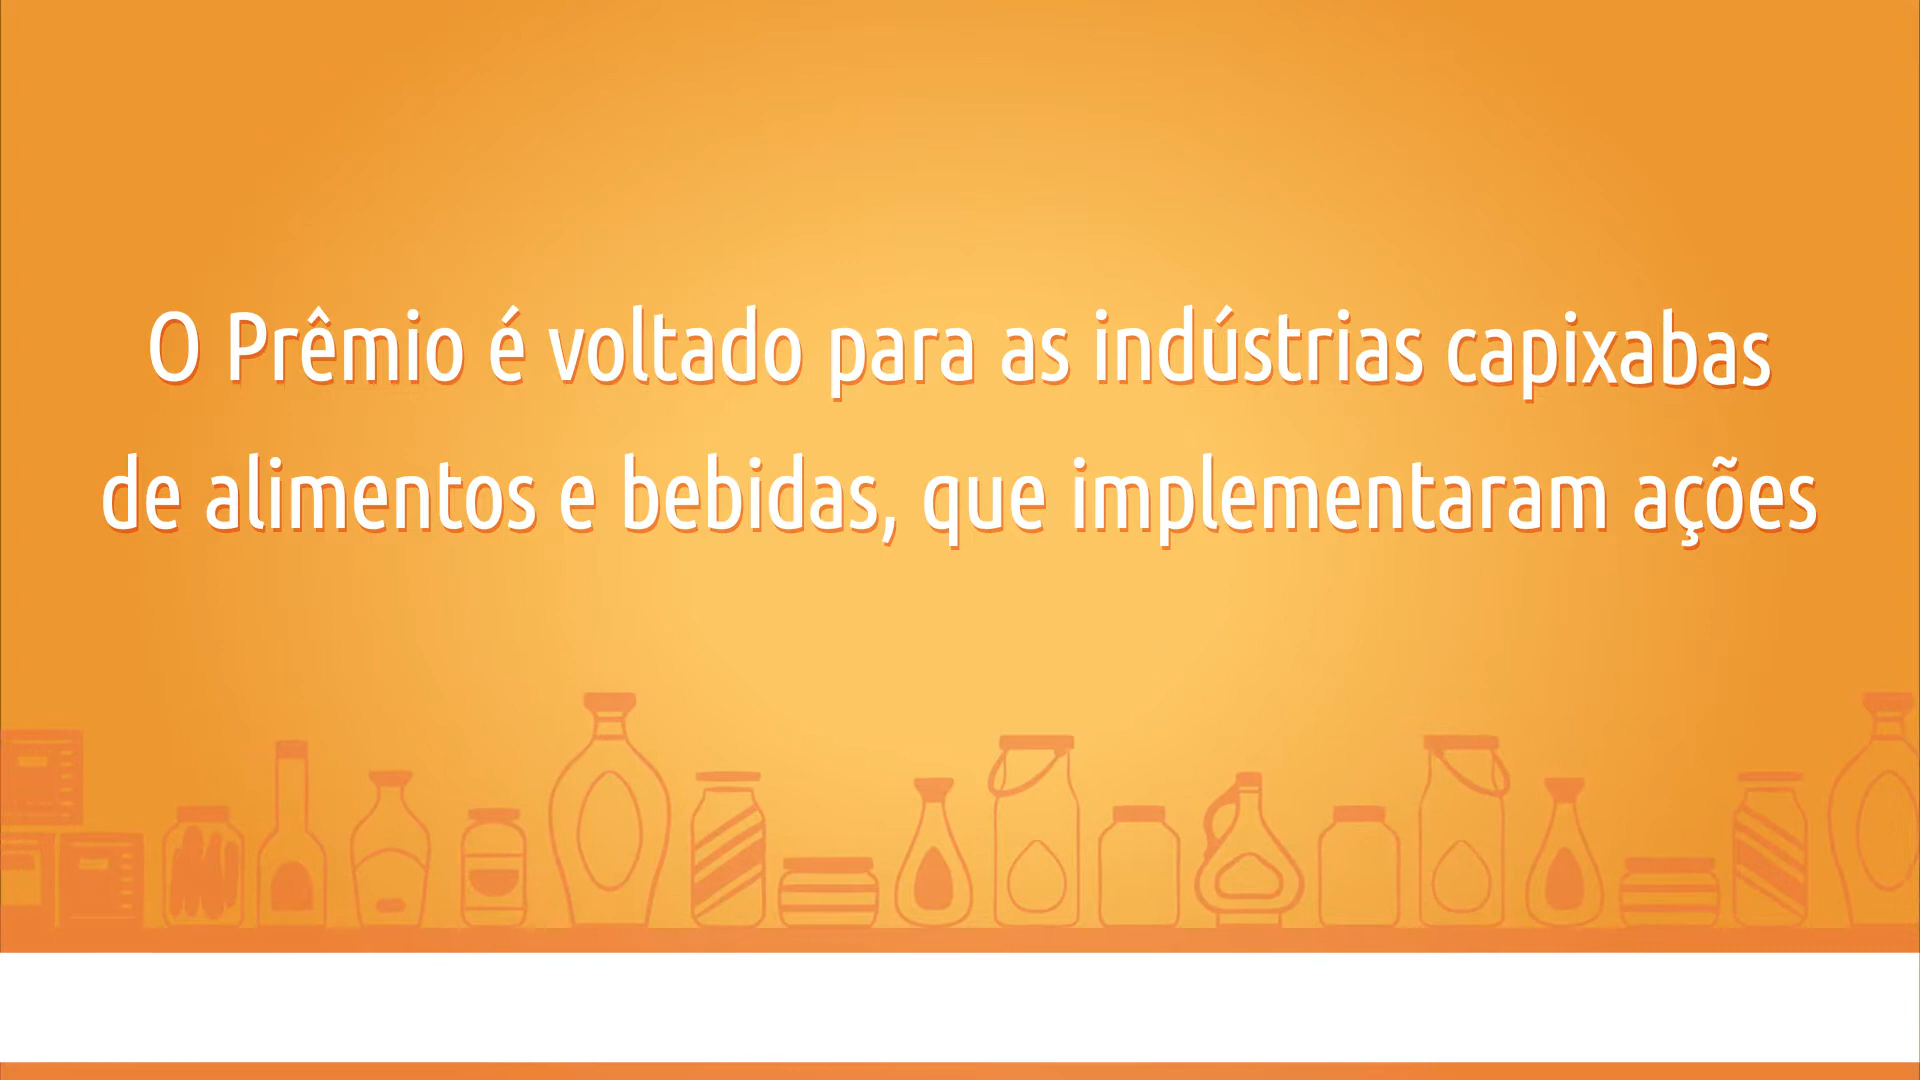 O Prêmio é voltado para as indústrias capixabas
de alimentos e bebidas, que implementaram ações